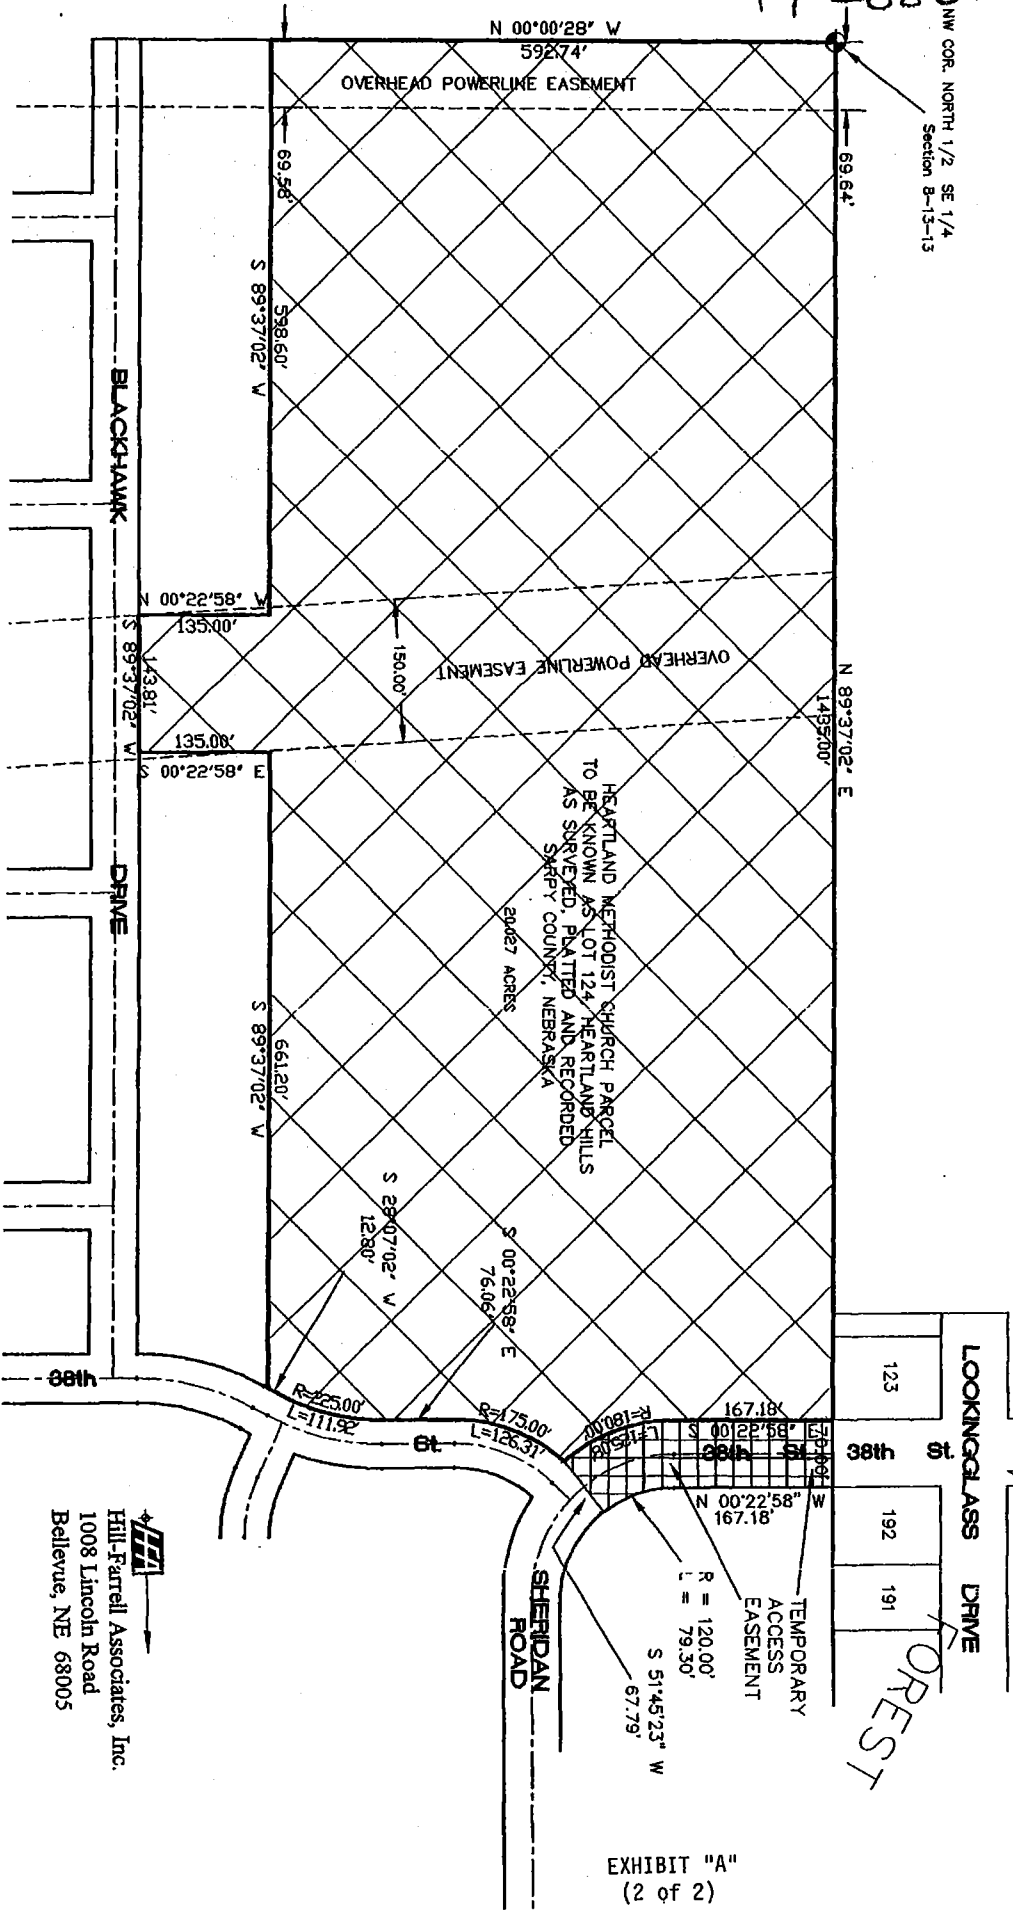 NW COR. NORTH 1/2 SE 1/4
Section 8-13-13
N 00°00'28" W
592.74'
OVERHEAD POWERLINE EASEMENT
69.58'
69.64'
598.60'
S 89°37'02" W
BLACKHAWK
DRIVE
N 00°22'58" W
135.00'
143.81'
S 89°37'02" W
135.00'
S 00°22'58" E
150.00'
OVERHEAD POWERLINE EASEMENT
N 89°37'02" E
1435.00'
HEARTLAND METHODIST CHURCH PARCEL
TO BE KNOWN AS LOT 124, HEARTLAND HILLS
AS SURVEYED, PLATTED AND RECORDED
SARPY COUNTY, NEBRASKA
20.027 ACRES
661.20'
S 89°37'02" W
S 28°07'02" W
12.80'
S 00°22'58" E
76.06'
R=225.00'
L=111.92'
R=175.00'
L=126.31'
R=180.00'
L=125.08'
167.18'
S 00°22'58" E
70.00'
38th St.
38th St.
38th
St.
N 00°22'58" W
167.18'
123
192
191
LOOKINGGLASS DRIVE
FOREST
TEMPORARY
ACCESS
EASEMENT
R = 120.00'
L = 79.30'
S 51°45'23" W
67.79'
SHERIDAN
ROAD
HFA
Hill-Farrell Associates, Inc.
1008 Lincoln Road
Bellevue, NE 68005
EXHIBIT "A"
(2 of 2)